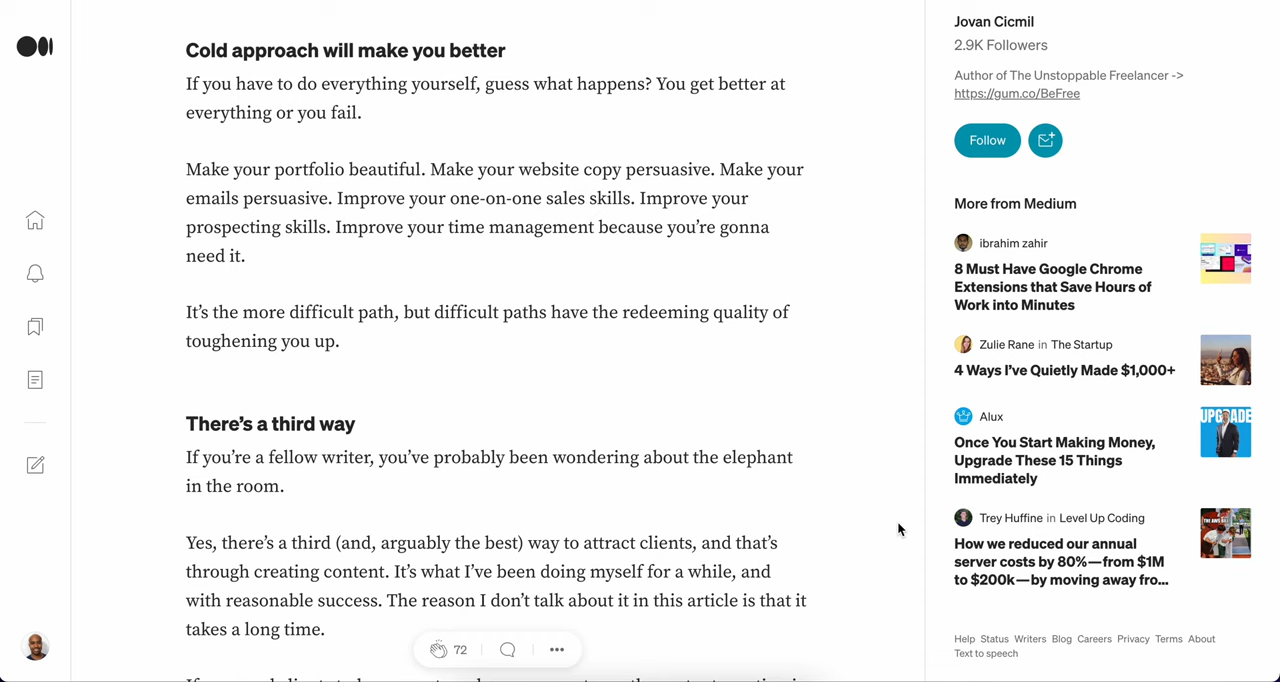 Cold approach will make you better
If you have to do everything yourself, guess what happens? You get better at
everything or you fail.
Make your portfolio beautiful. Make your website copy persuasive. Make your
emails persuasive. Improve your one-on-one sales skills. Improve your
prospecting skills. Improve your time management because you’re gonna
need it.
It’s the more difficult path, but difficult paths have the redeeming quality of
toughening you up.
There’s a third way
If you’re a fellow writer, you’ve probably been wondering about the elephant
in the room.
Yes, there’s a third (and, arguably the best) way to attract clients, and that’s
through creating content. It’s what I’ve been doing myself for a while, and
with reasonable success. The reason I don’t talk about it in this article is that it
takes a long time.
72
Jovan Cicmil
2.9K Followers
Author of The Unstoppable Freelancer ->
https://gum.co/BeFree
Follow
More from Medium
ibrahim zahir
8 Must Have Google Chrome
Extensions that Save Hours of
Work into Minutes
Zulie Rane in The Startup
4 Ways I’ve Quietly Made $1,000+
Alux
Once You Start Making Money,
Upgrade These 15 Things
Immediately
UPGRADE
Trey Huffine in Level Up Coding
How we reduced our annual
server costs by 80% — from $1M
to $200k — by moving away fro...
Help Status Writers Blog Careers Privacy Terms About
Text to speech